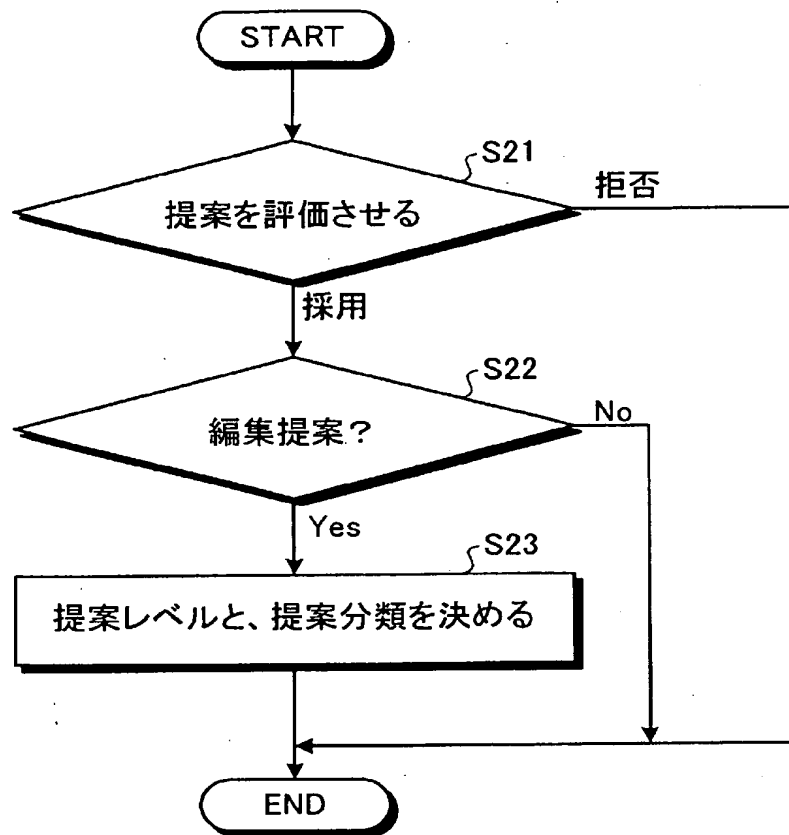 START
S21
提案を評価させる
拒否
採用
S22
編集提案?
No
Yes
S23
提案レベルと、提案分類を決める
END